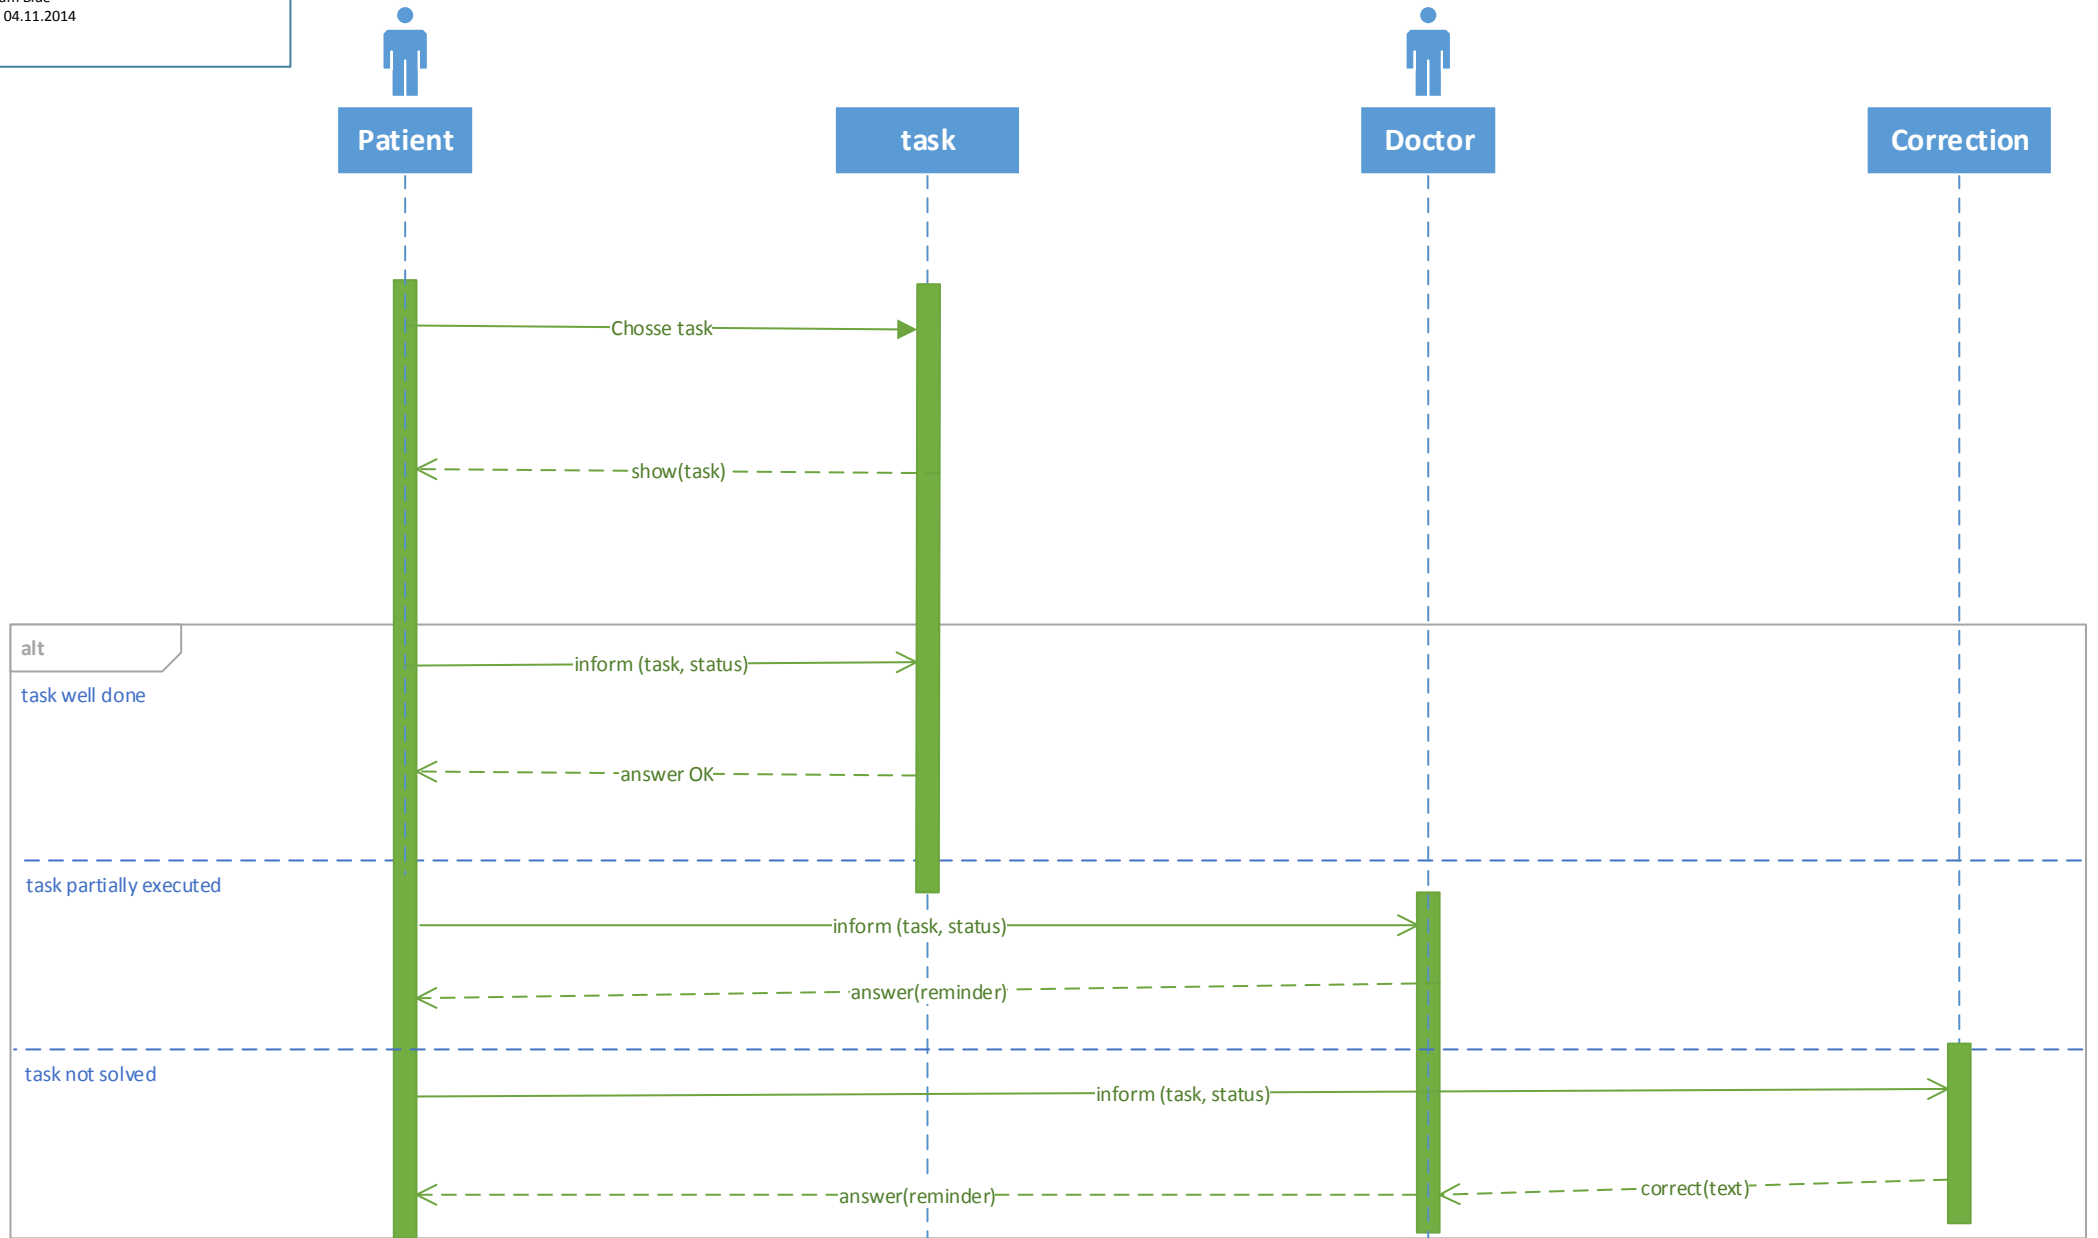 04.11.2014
Patient
task
Doctor
Correction
Chosse task
show(task)
alt
inform (task, status)
task well done
answer OK
task partially executed
inform (task, status)
answer(reminder)
task not solved
inform (task, status)
correct(text)
answer(reminder)